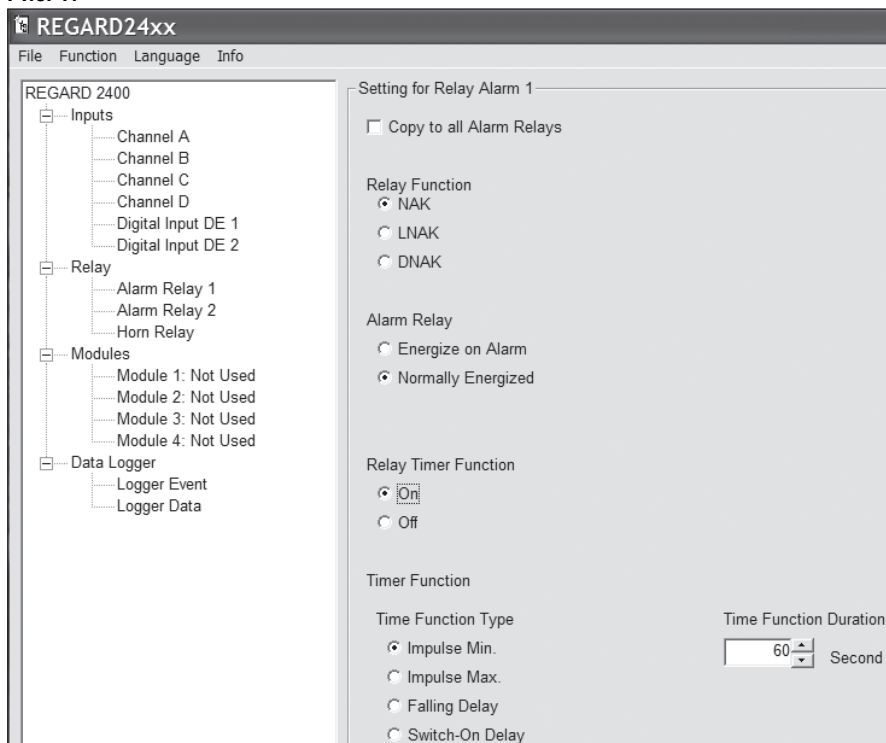 REGARD24xx
File Function Language Info
REGARD 2400
Inputs
Channel A
Channel B
Channel C
Channel D
Digital Input DE 1
Digital Input DE 2
Relay
Alarm Relay 1
Alarm Relay 2
Horn Relay
Modules
Module 1: Not Used
Module 2: Not Used
Module 3: Not Used
Module 4: Not Used
Data Logger
Logger Event
Logger Data
Setting for Relay Alarm 1
Copy to all Alarm Relays
Relay Function
NAK
LNAK
DNAK
Alarm Relay
Energize on Alarm
Normally Energized
Relay Timer Function
On
Off
Timer Function
Time Function Type
Impulse Min.
Impulse Max.
Falling Delay
Switch-On Delay
Time Function Duration
60 Second